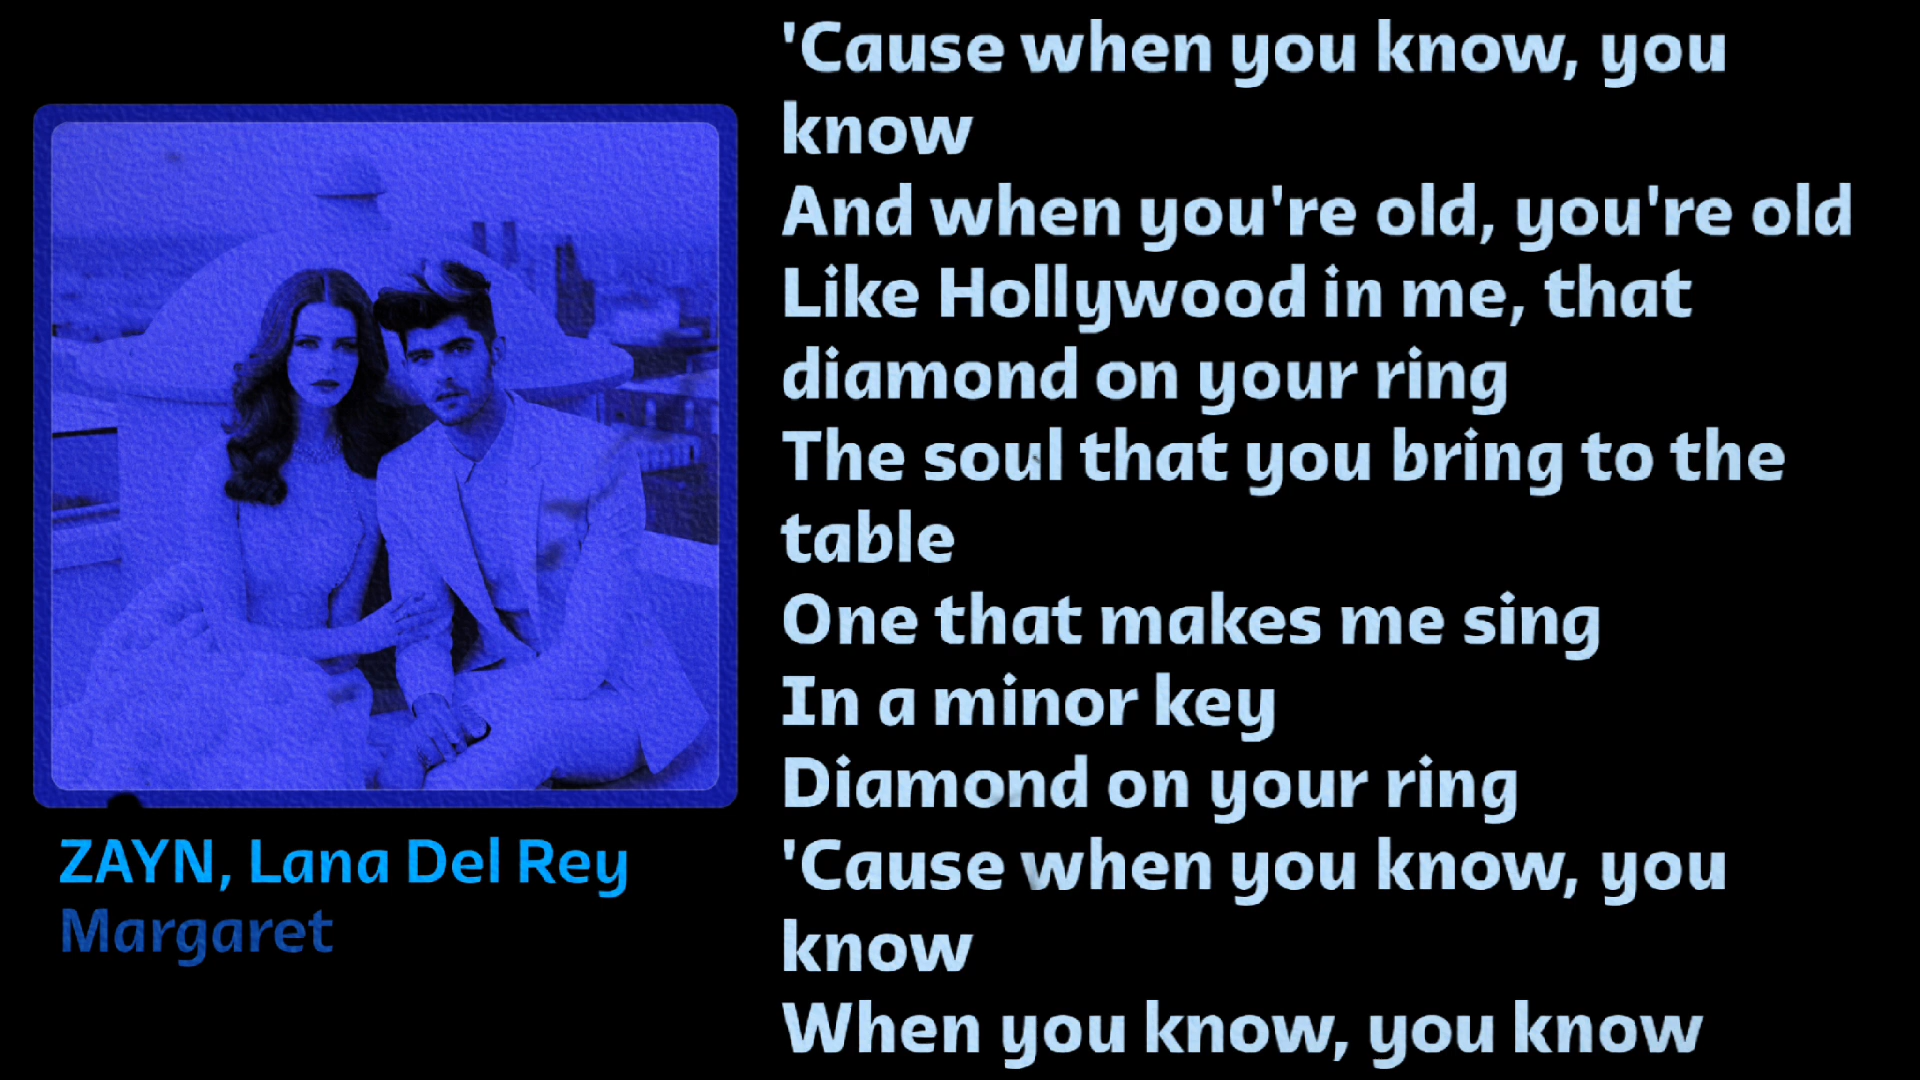 'Cause when you know, you
know
And when you're old, you're old
Like Hollywood in me, that
diamond on your ring
The soul that you bring to the
table
One that makes me sing
In a minor key
Diamond on your ring
'Cause when you know, you
know
When you know, you know
ZAYN, Lana Del Rey
Margaret